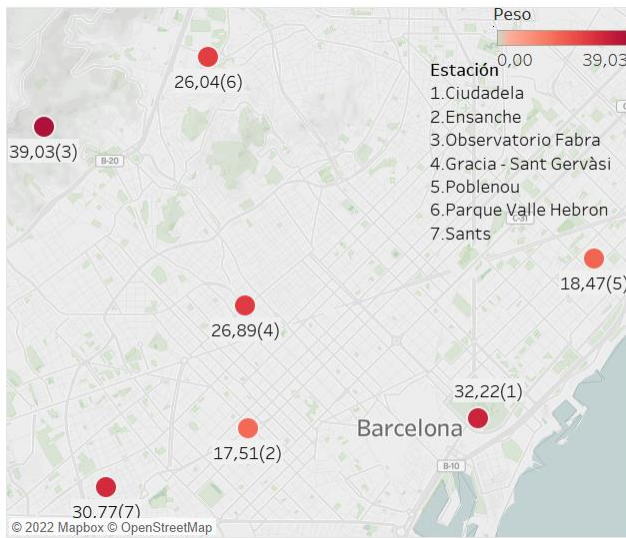 Peso
0,00 39,03
Estación
1.Ciudadela
2.Ensanche
3.Observatorio Fabra
4.Gracia - Sant Gervàsi
5.Poblenou
6.Parque Valle Hebron
7.Sants
26,04(6)
39,03(3)
B-20
C-31
18,47(5)
26,89(4)
32,22(1)
Barcelona
17,51(2)
B-10
30,77(7)
© 2022 Mapbox © OpenStreetMap